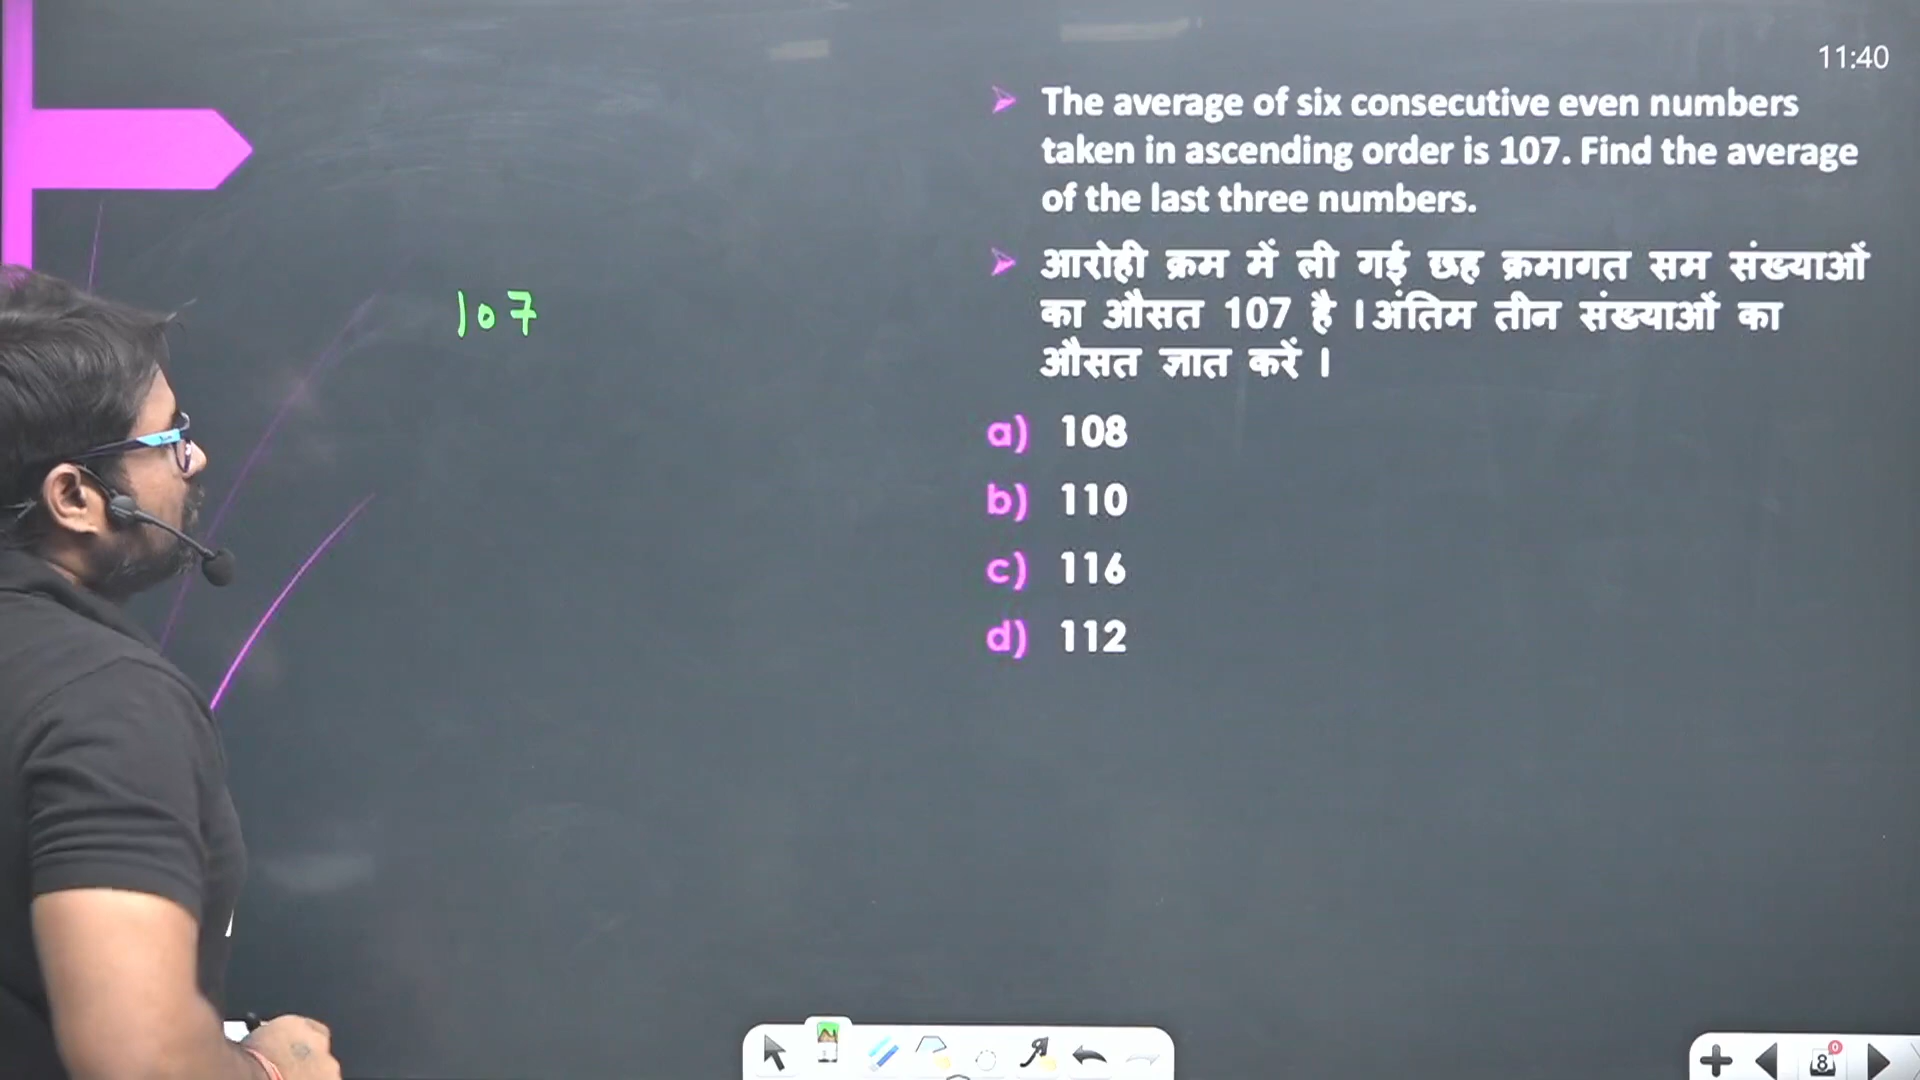 11:40
The average of six consecutive even numbers
taken in ascending order is 107. Find the average
of the last three numbers.
आरोही क्रम में ली गई छह क्रमागत सम संख्याओं
का औसत 107 है ।अंतिम तीन संख्याओं का
औसत ज्ञात करें ।
107
a) 108
b) 110
c) 116
d) 112
8
0